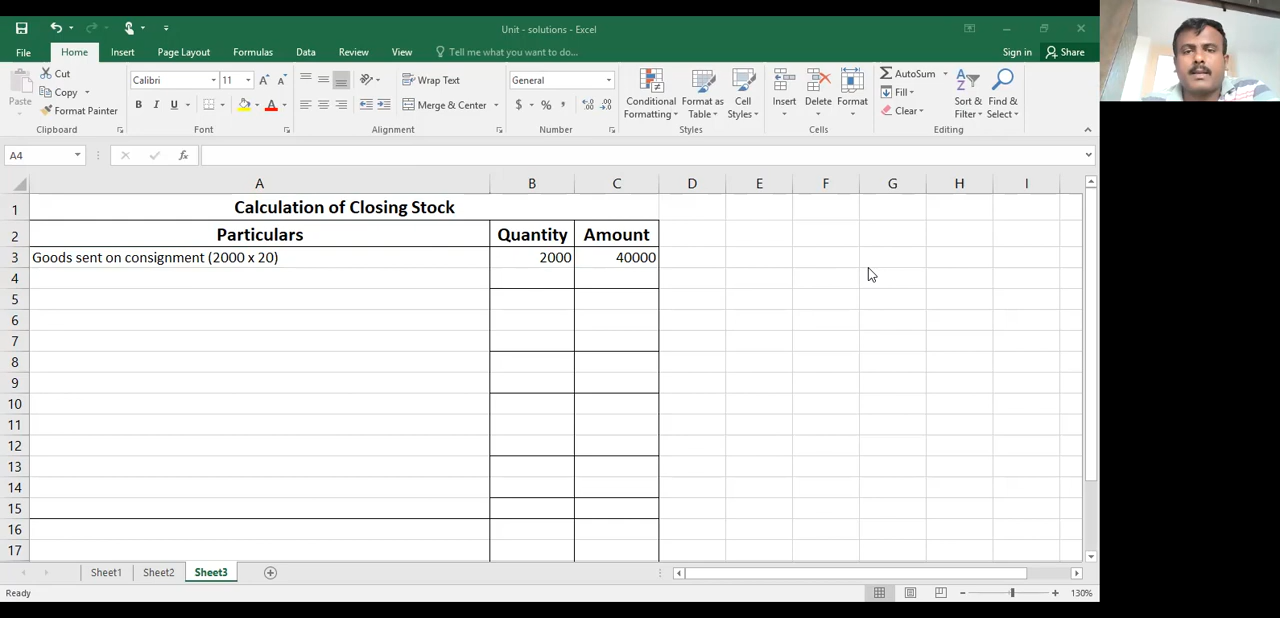 Unit - solutions - Excel
File Home Insert Page Layout Formulas Data Review View Tell me what you want to do... Sign in Share
Paste
Cut
Copy
Format Painter
Clipboard
Calibri 11
B I U
Font
Wrap Text
Merge & Center
Alignment
General
$ % ,
Number
Conditional Formatting
Format as Table
Cell Styles
Styles
Insert
Delete
Format
Cells
AutoSum
Fill
Clear
Sort & Filter
Find & Select
Editing
A4 fx
A B C D E F G H I
1 Calculation of Closing Stock
2 Particulars Quantity Amount
3 Goods sent on consignment (2000 x 20) 2000 40000
4
5
6
7
8
9
10
11
12
13
14
15
16
17
Sheet1 Sheet2 Sheet3
Ready 130%